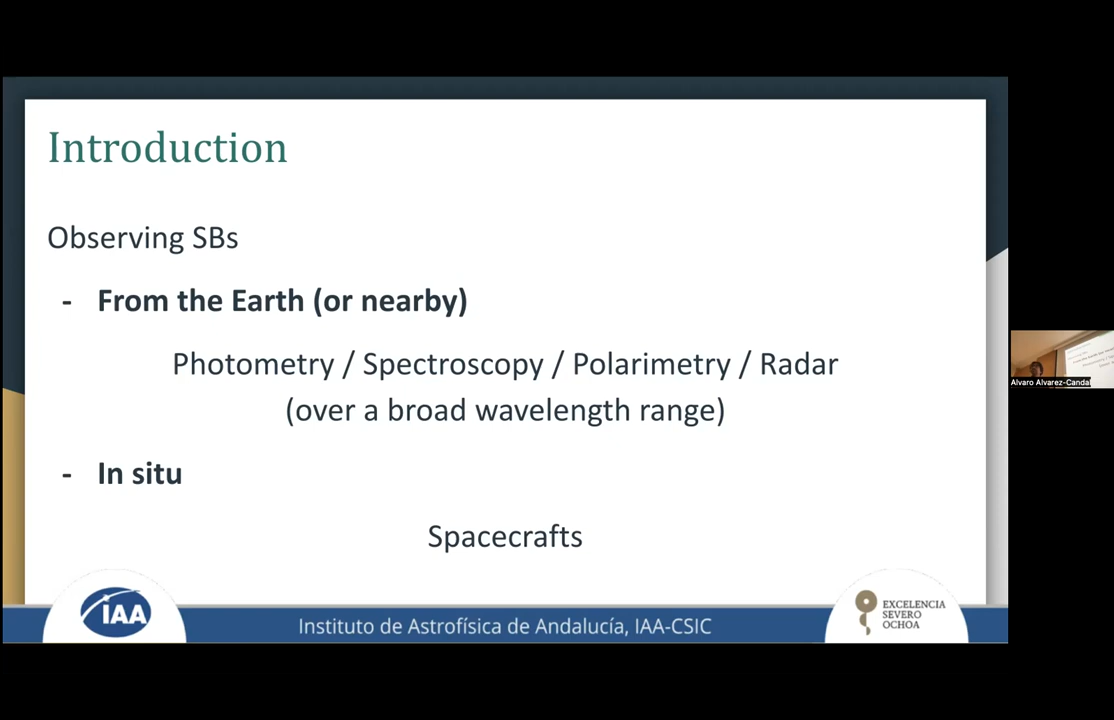 Introduction
Observing SBs
- From the Earth (or nearby)
Photometry / Spectroscopy / Polarimetry / Radar
(over a broad wavelength range)
- In situ
Spacecrafts
IAA
Instituto de Astrofísica de Andalucía, IAA-CSIC
EXCELENCIA
SEVERO
OCHOA
Alvaro Alvarez-Candal